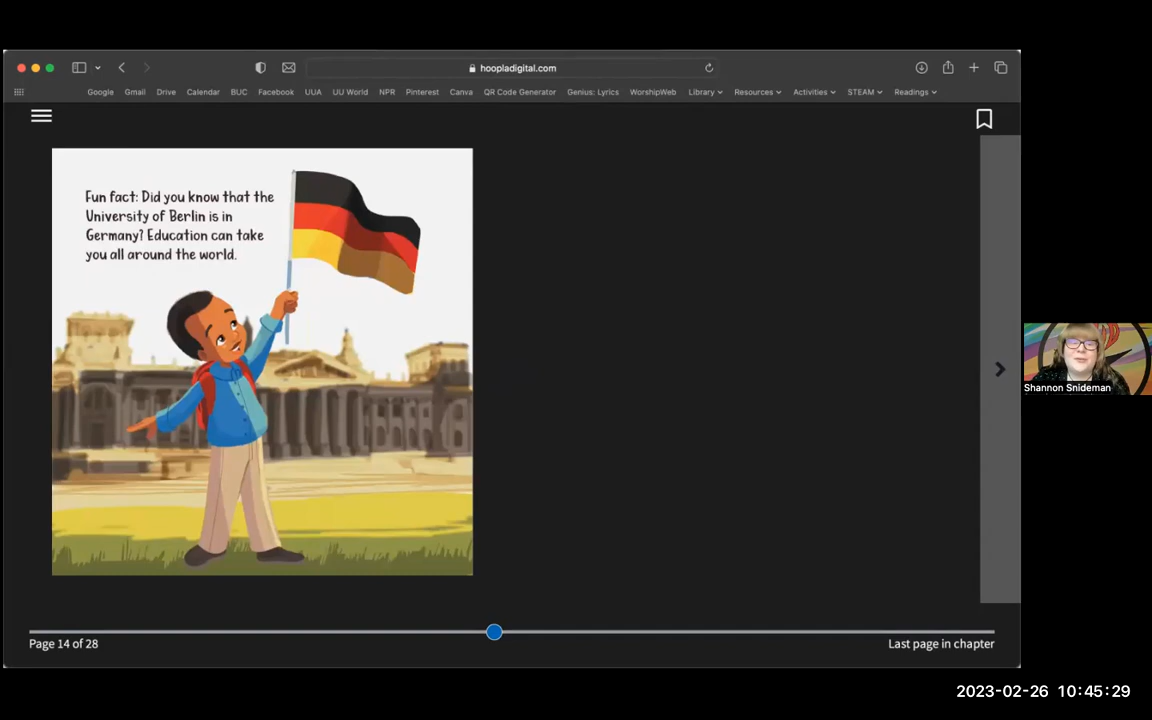 hoopladigital.com
Google Gmail Drive Calendar BUC Facebook UUA UU World NPR Pinterest Canva QR Code Generator Genius: Lyrics WorshipWeb Library Resources Activities STEAM Readings
Fun fact: Did you know that the
University of Berlin is in
Germany? Education can take
you all around the world.
Shannon Snideman
Page 14 of 28
Last page in chapter
2023-02-26 10:45:29